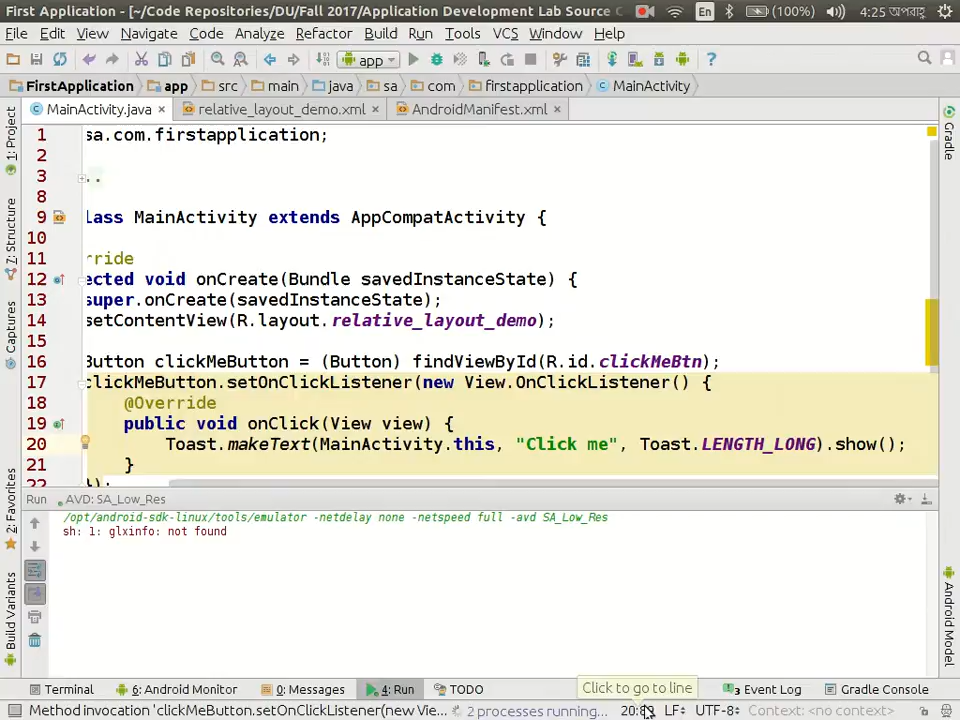 First Application - [~/Code Repositories/DU/Fall 2017/Application Development Lab Source C
En (100%) 4:25 অপরাহ্ণ
File Edit View Navigate Code Analyze Refactor Build Run Tools VCS Window Help
app
FirstApplication app src main java sa com firstapplication MainActivity
MainActivity.java relative_layout_demo.xml AndroidManifest.xml
1 sa.com.firstapplication;
2
3 ..
8
9 lass MainActivity extends AppCompatActivity {
10
11 rride
12 ected void onCreate(Bundle savedInstanceState) {
13 super.onCreate(savedInstanceState);
14 setContentView(R.layout.relative_layout_demo);
15
16 Button clickMeButton = (Button) findViewById(R.id.clickMeBtn);
17 clickMeButton.setOnClickListener(new View.OnClickListener() {
18 @Override
19 public void onClick(View view) {
20 Toast.makeText(MainActivity.this, "Click me", Toast.LENGTH_LONG).show();
21 }
22 });
1: Project
7: Structure
Captures
2: Favorites
Build Variants
Gradle
Android Model
Run AVD: SA_Low_Res
/opt/android-sdk-linux/tools/emulator -netdelay none -netspeed full -avd SA_Low_Res
sh: 1: glxinfo: not found
Click to go to line
Terminal 6: Android Monitor 0: Messages 4: Run TODO 3 Event Log Gradle Console
Method invocation 'clickMeButton.setOnClickListener(new Vie... 2 processes running... LF UTF-8 Context: <no context>